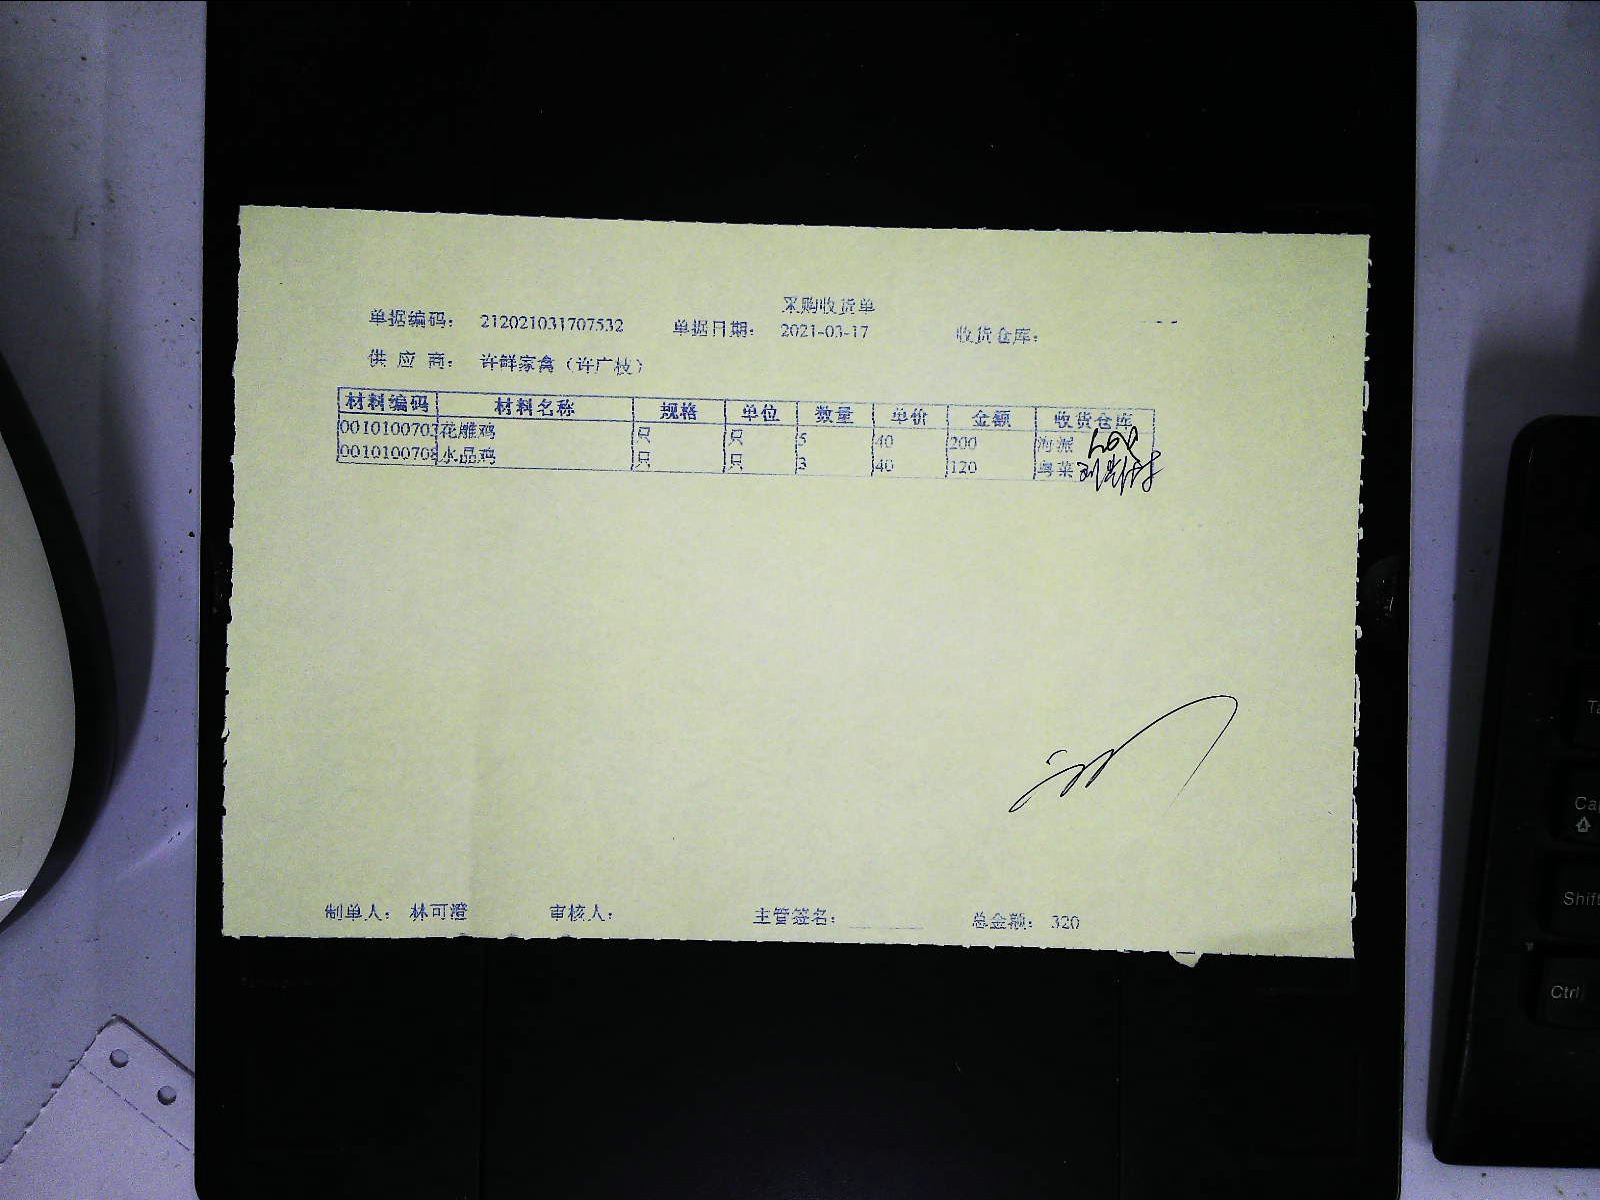 采购收货单
单据编码： 212021031707532 单据日期： 2021-03-17 收货仓库：
供 应 商： 许鲜家禽（许广枝）
材料编码 材料名称 规格 单位 数量 单价 金额 收货仓库
0010100703 花雕鸡 只 只 5 40 200 海派
0010100708 水晶鸡 只 只 3 40 120 粤菜
制单人： 林可澄 审核人： 主管签名： 总金额： 320
Shift
Ctrl